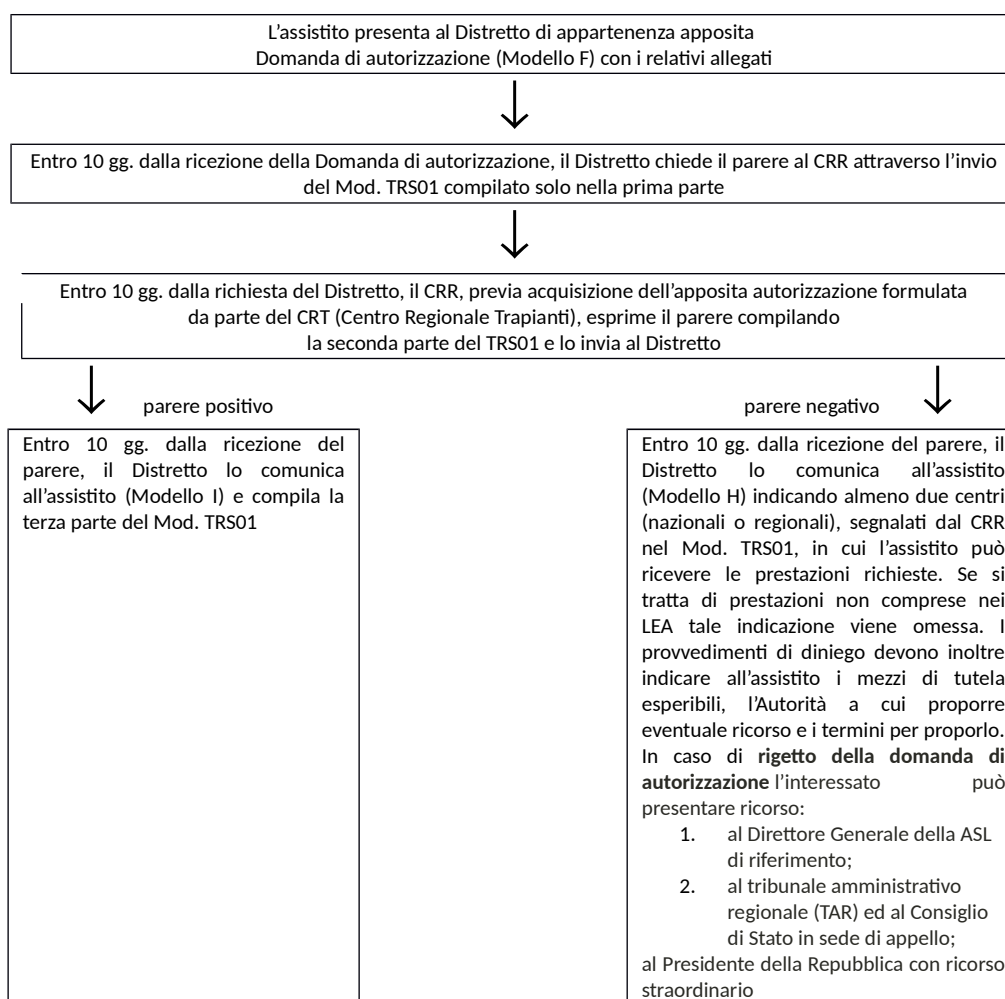 L'assistito presenta al Distretto di appartenenza apposita
Domanda di autorizzazione (Modello F) con i relativi allegati
Entro 10 gg. dalla ricezione della Domanda di autorizzazione, il Distretto chiede il parere al CRR attraverso l'invio
del Mod. TRS01 compilato solo nella prima parte
Entro 10 gg. dalla richiesta del Distretto, il CRR, previa acquisizione dell'apposita autorizzazione formulata
da parte del CRT (Centro Regionale Trapianti), esprime il parere compilando
la seconda parte del TRS01 e lo invia al Distretto
parere positivo
Entro 10 gg. dalla ricezione del
parere, il Distretto lo comunica
all'assistito (Modello I) e compila la
terza parte del Mod. TRS01
parere negativo
Entro 10 gg. dalla ricezione del parere, il
Distretto lo comunica all'assistito
(Modello H) indicando almeno due centri
(nazionali o regionali), segnalati dal CRR
nel Mod. TRS01, in cui l'assistito può
ricevere le prestazioni richieste. Se si
tratta di prestazioni non comprese nei
LEA tale indicazione viene omessa. I
provvedimenti di diniego devono inoltre
indicare all'assistito i mezzi di tutela
esperibili, l'Autorità a cui proporre
eventuale ricorso e i termini per proporlo.
In caso di rigetto della domanda di
autorizzazione l'interessato può
presentare ricorso:
1. al Direttore Generale della ASL
di riferimento;
2. al tribunale amministrativo
regionale (TAR) ed al Consiglio
di Stato in sede di appello;
al Presidente della Repubblica con ricorso
straordinario